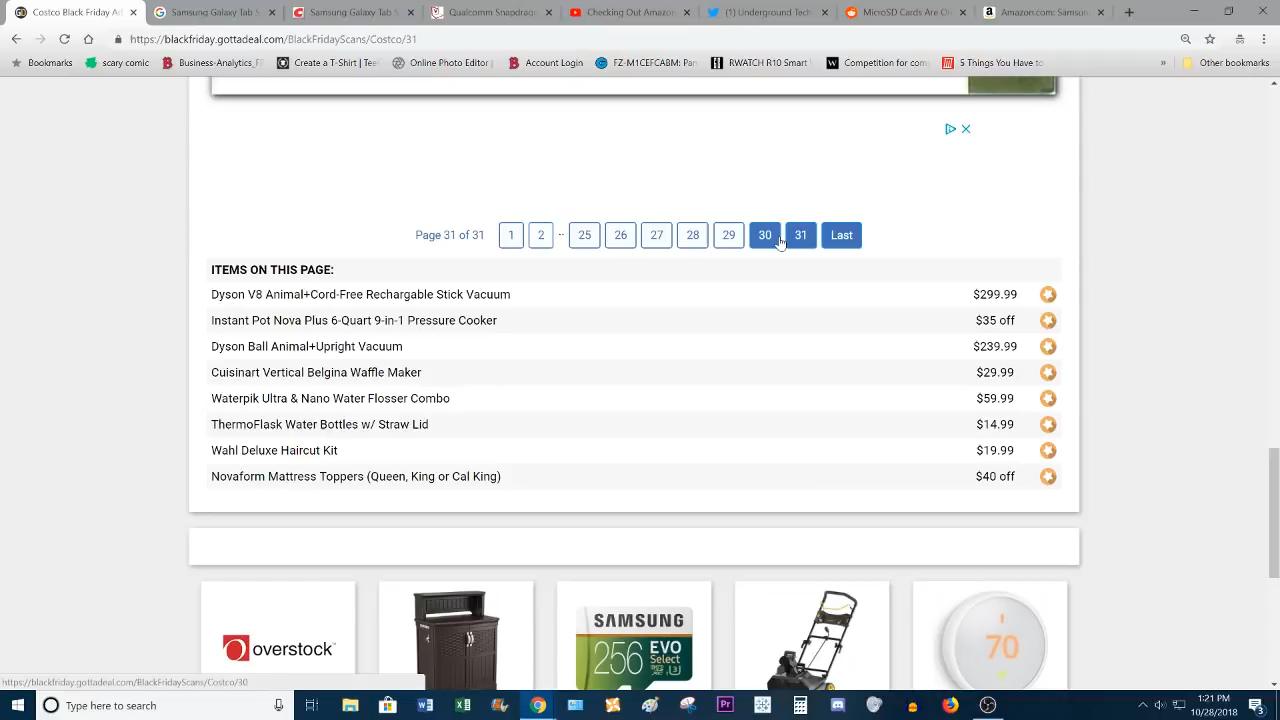 Costco Black Friday Ad
Samsung Galaxy Tab S
Samsung Galaxy Tab S
Qualcomm Snapdrago
Checking Out Amazon
(1) Underground Tech
MicroSD Cards Are O
Amazon.com: Samsun
https://blackfriday.gottadeal.com/BlackFridayScans/Costco/31
Bookmarks
scary comic
Business-Analytics_F
Create a T-Shirt | Tee
Online Photo Editor |
Account Login
FZ-M1CEFCABM: Pan
RWATCH R10 Smart
Competition for com
5 Things You Have to
»
Other bookmarks
Page 31 of 31
1
2
..
25
26
27
28
29
30
31
Last
ITEMS ON THIS PAGE:
Dyson V8 Animal+Cord-Free Rechargable Stick Vacuum $299.99
Instant Pot Nova Plus 6-Quart 9-in-1 Pressure Cooker $35 off
Dyson Ball Animal+Upright Vacuum $239.99
Cuisinart Vertical Belgina Waffle Maker $29.99
Waterpik Ultra & Nano Water Flosser Combo $59.99
ThermoFlask Water Bottles w/ Straw Lid $14.99
Wahl Deluxe Haircut Kit $19.99
Novaform Mattress Toppers (Queen, King or Cal King) $40 off
overstock
SAMSUNG
256 EVO
Select
70
https://blackfriday.gottadeal.com/BlackFridayScans/Costco/30
Type here to search
1:21 PM
10/28/2018